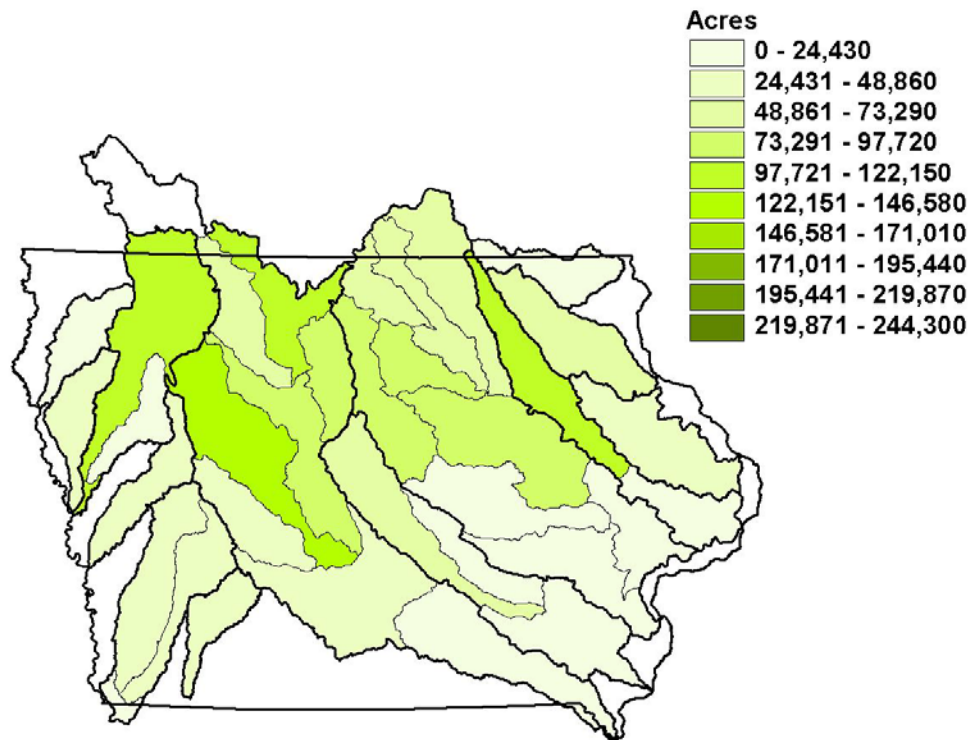 Acres
0 - 24,430
24,431 - 48,860
48,861 - 73,290
73,291 - 97,720
97,721 - 122,150
122,151 - 146,580
146,581 - 171,010
171,011 - 195,440
195,441 - 219,870
219,871 - 244,300